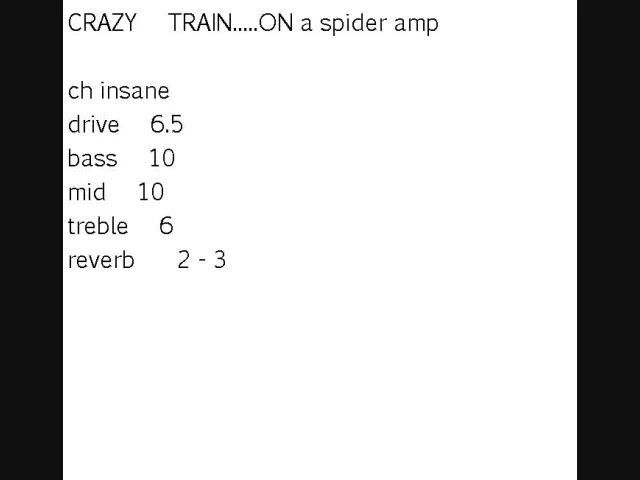 CRAZY TRAIN.....ON a spider amp
ch insane
drive 6.5
bass 10
mid 10
treble 6
reverb 2 - 3